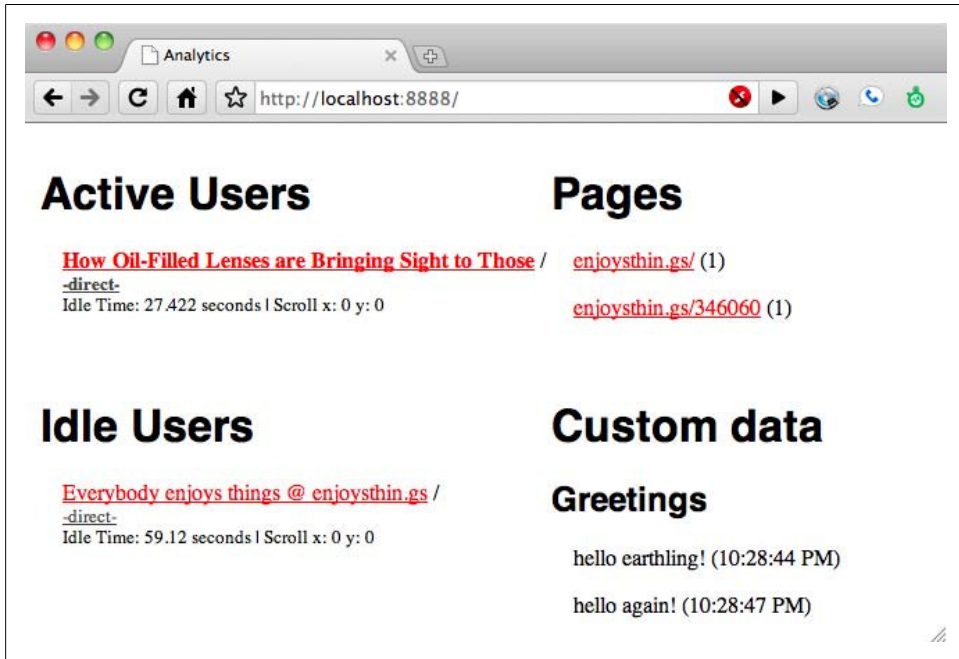 Analytics
http://localhost:8888/
Active Users
How Oil-Filled Lenses are Bringing Sight to Those /
-direct-
Idle Time: 27.422 seconds | Scroll x: 0 y: 0
Pages
enjoysthin.gs/ (1)
enjoysthin.gs/346060 (1)
Idle Users
Everybody enjoys things @ enjoysthin.gs /
-direct-
Idle Time: 59.12 seconds | Scroll x: 0 y: 0
Custom data
Greetings
hello earthling! (10:28:44 PM)
hello again! (10:28:47 PM)